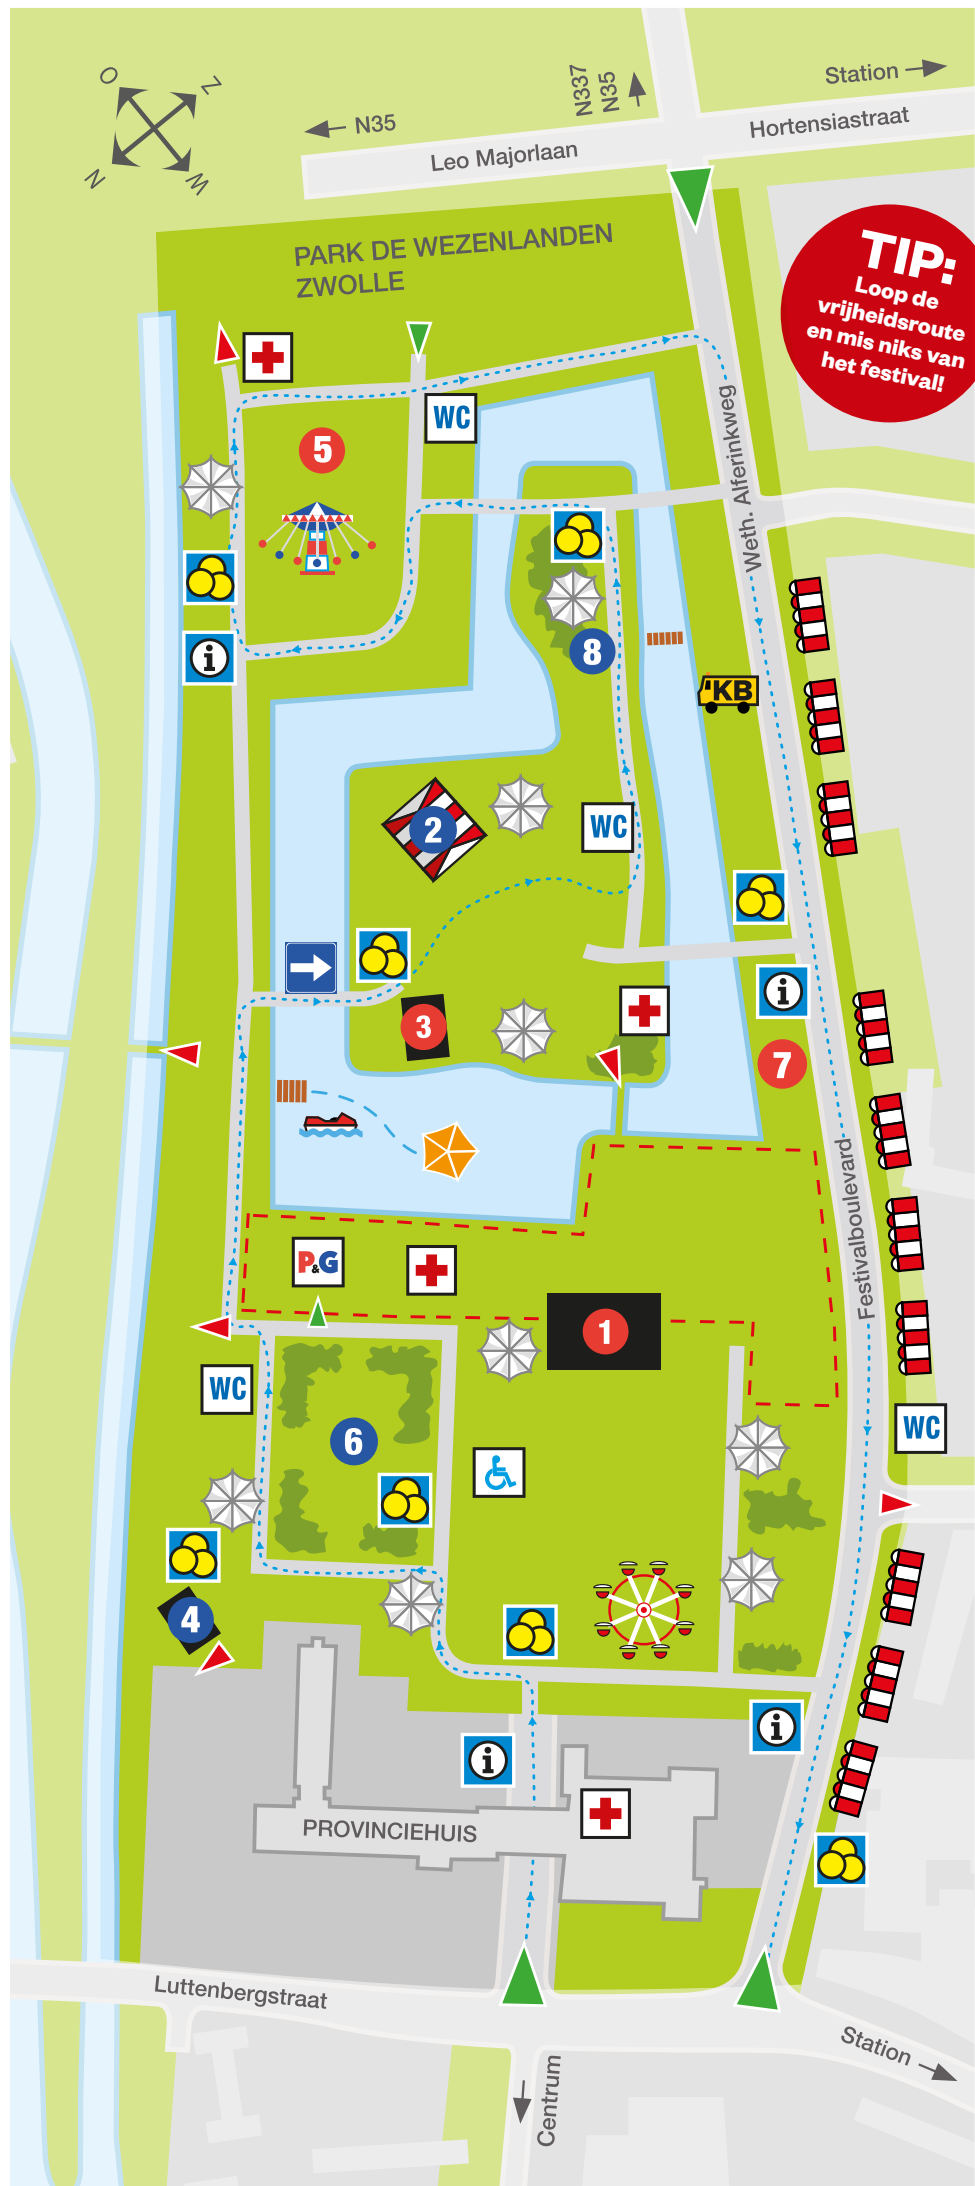 O
Z
N
W
N35
N337
N35
Station
Leo Majorlaan
Hortensiastraat
PARK DE WEZENLANDEN
ZWOLLE
TIP:
Loop de
vrijheidsroute
en mis niks van
het festival!
WC
5
Weth. Alferinkweg
i
8
KB
2
WC
3
i
7
Festivalboulevard
P&G
1
WC
6
WC
4
i
i
PROVINCIEHUIS
Luttenbergstraat
Station
Centrum